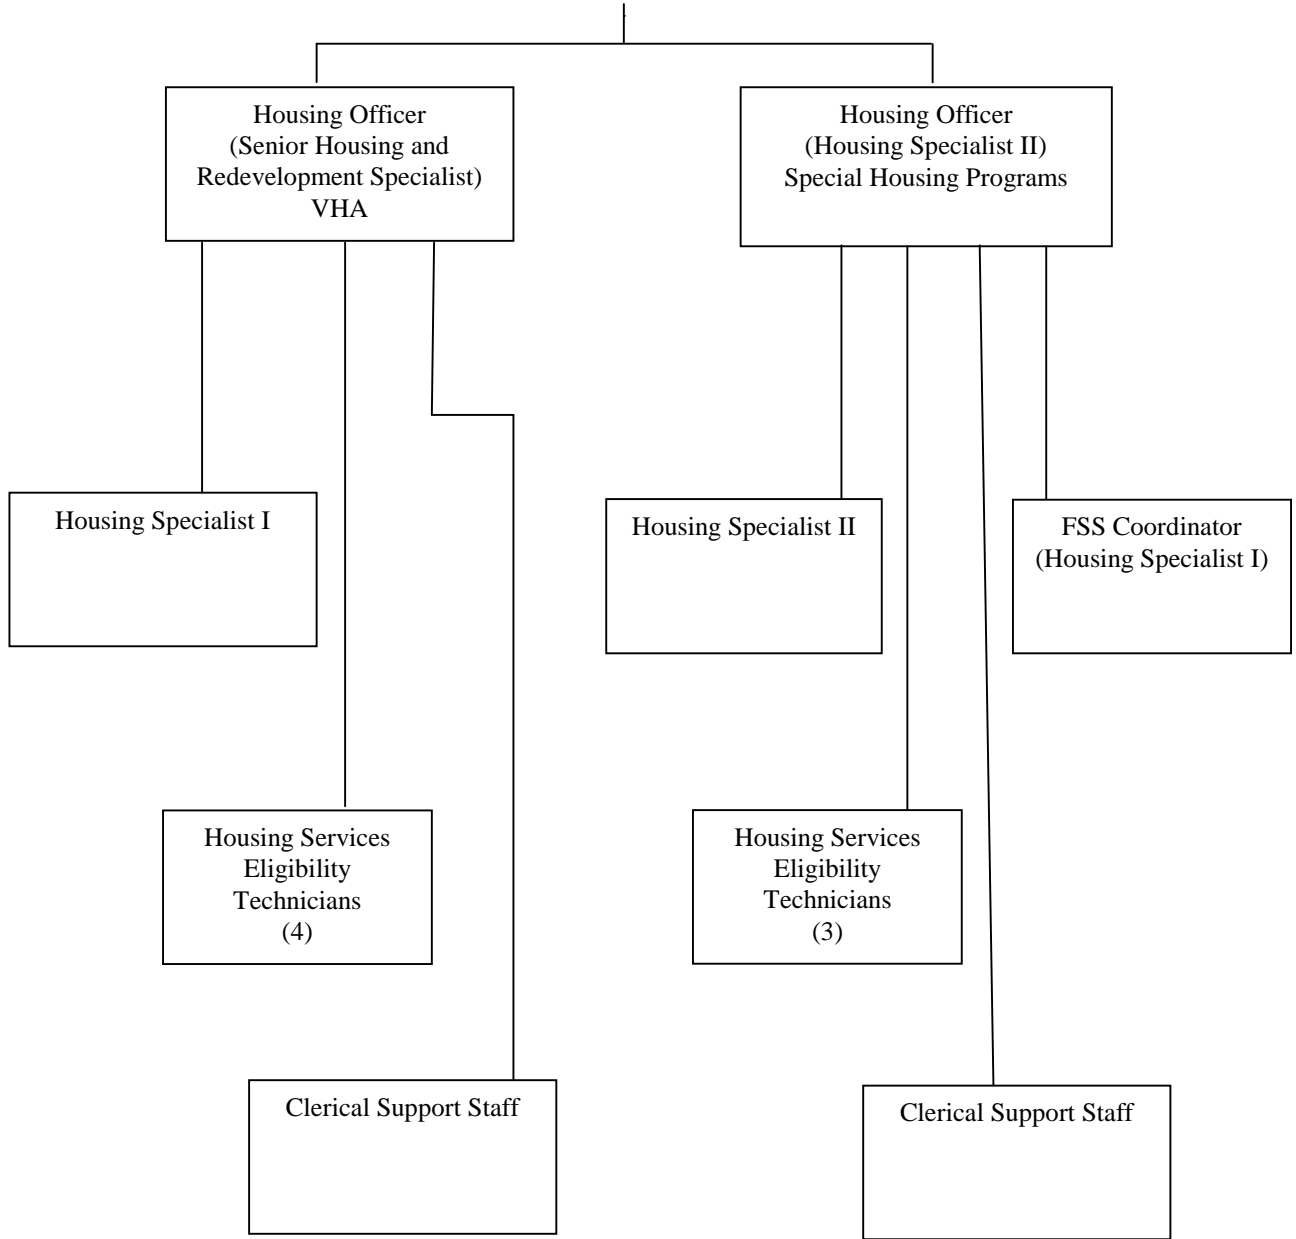 Housing Officer
(Senior Housing and
Redevelopment Specialist)
VHA
Housing Officer
(Housing Specialist II)
Special Housing Programs
Housing Specialist I
Housing Specialist II
FSS Coordinator
(Housing Specialist I)
Housing Services
Eligibility
Technicians
(4)
Housing Services
Eligibility
Technicians
(3)
Clerical Support Staff
Clerical Support Staff